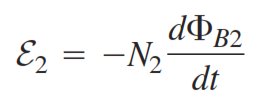 ℰ₂ = −N₂ dΦ_B2/dt